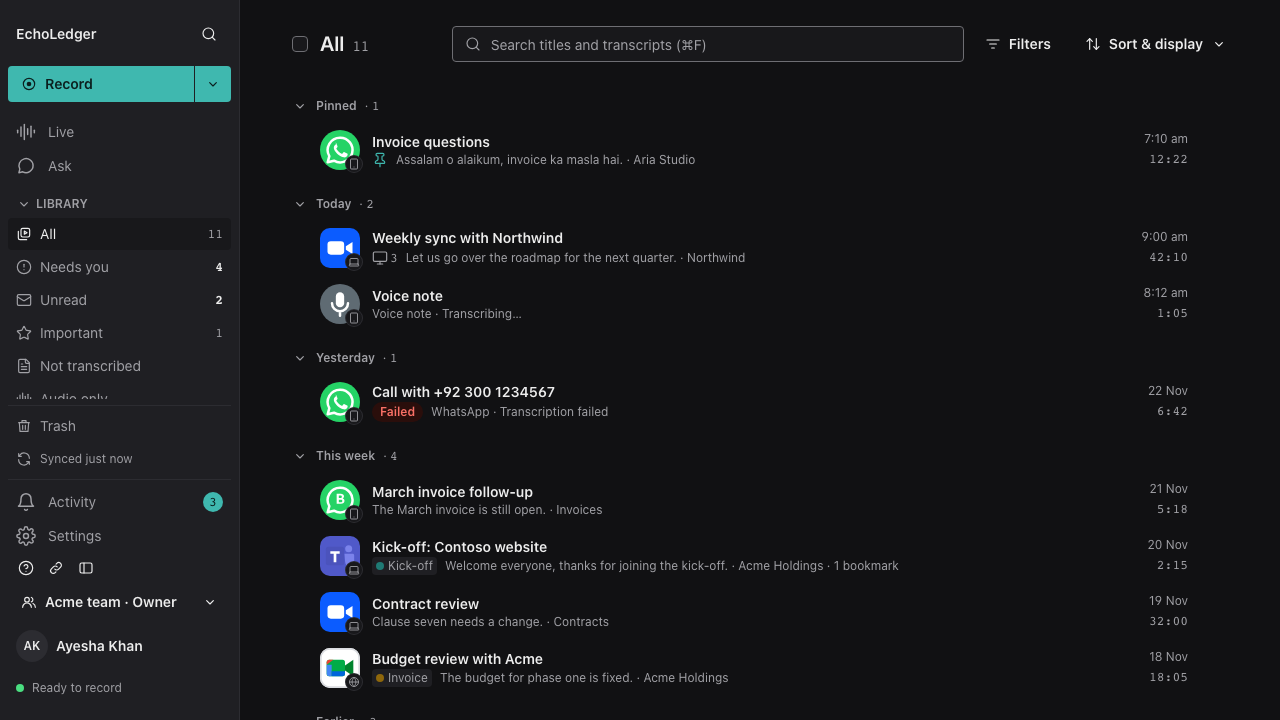 EchoLedger
Record
Live
Ask
LIBRARY
All 11
Needs you 4
Unread 2
Important 1
Not transcribed
Audio only
Trash
Synced just now
Activity 3
Settings
Acme team · Owner
AK Ayesha Khan
Ready to record
All 11
Search titles and transcripts (⌘F)
Filters
Sort & display
Pinned · 1
Invoice questions 7:10 am
Assalam o alaikum, invoice ka masla hai. · Aria Studio 12:22
Today · 2
Weekly sync with Northwind 9:00 am
3 Let us go over the roadmap for the next quarter. · Northwind 42:10
Voice note 8:12 am
Voice note · Transcribing... 1:05
Yesterday · 1
Call with +92 300 1234567 22 Nov
Failed WhatsApp · Transcription failed 6:42
This week · 4
B
March invoice follow-up 21 Nov
The March invoice is still open. · Invoices 5:18
T
Kick-off: Contoso website 20 Nov
Kick-off Welcome everyone, thanks for joining the kick-off. · Acme Holdings · 1 bookmark 2:15
Contract review 19 Nov
Clause seven needs a change. · Contracts 32:00
Budget review with Acme 18 Nov
Invoice The budget for phase one is fixed. · Acme Holdings 18:05